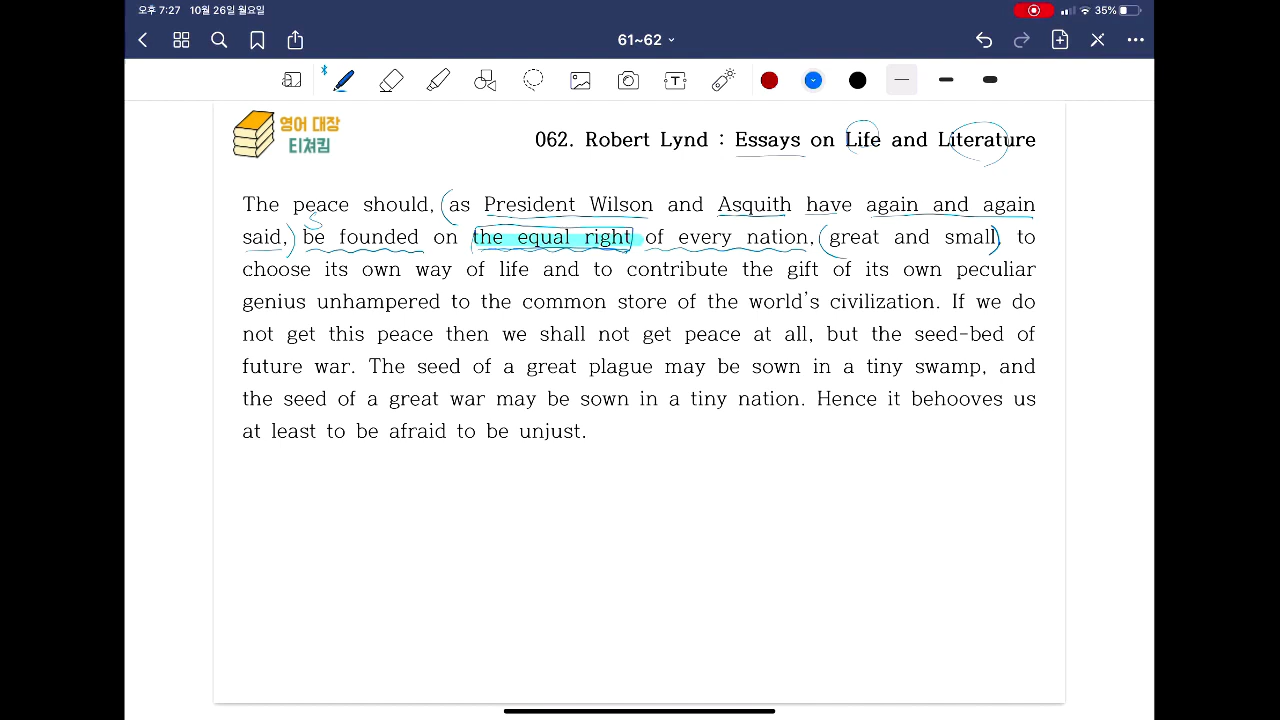 오후 7:27 10월 26일 월요일
35%
61~62
T
영어 대장
티쳐킴
062. Robert Lynd : Essays on Life and Literature
The peace should, (as President Wilson and Asquith have again and again
S
said,) be founded on the equal right of every nation, (great and small), to
choose its own way of life and to contribute the gift of its own peculiar
genius unhampered to the common store of the world's civilization. If we do
not get this peace then we shall not get peace at all, but the seed-bed of
future war. The seed of a great plague may be sown in a tiny swamp, and
the seed of a great war may be sown in a tiny nation. Hence it behooves us
at least to be afraid to be unjust.